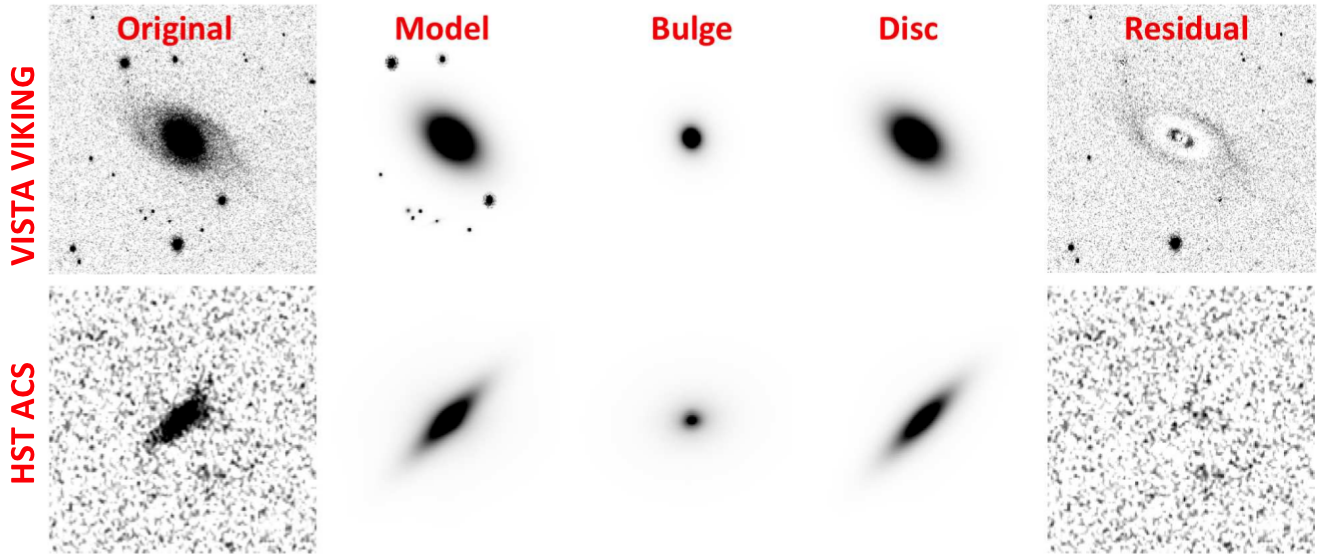 Original
Model
Bulge
Disc
Residual
VISTA VIKING
HST ACS